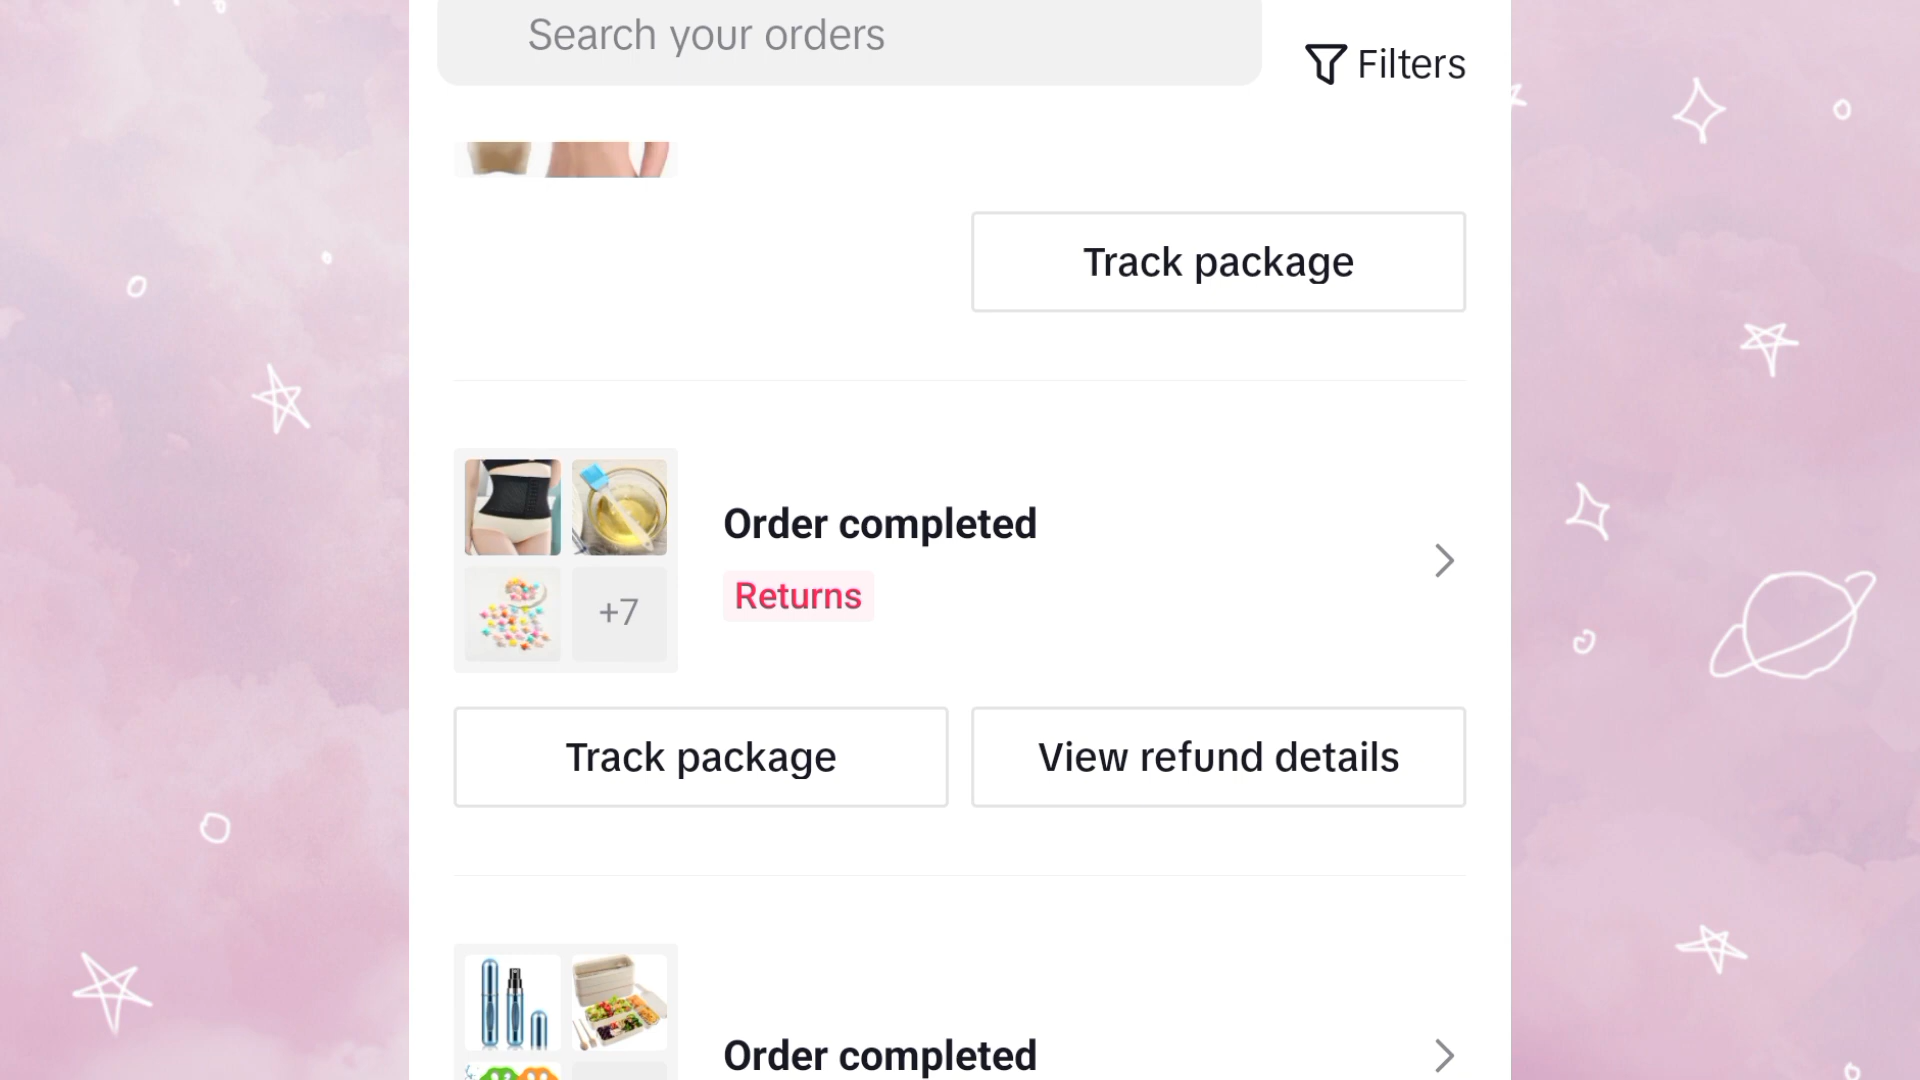 Search your orders
Filters
Track package
Order completed
Returns
+7
Track package
View refund details
Order completed